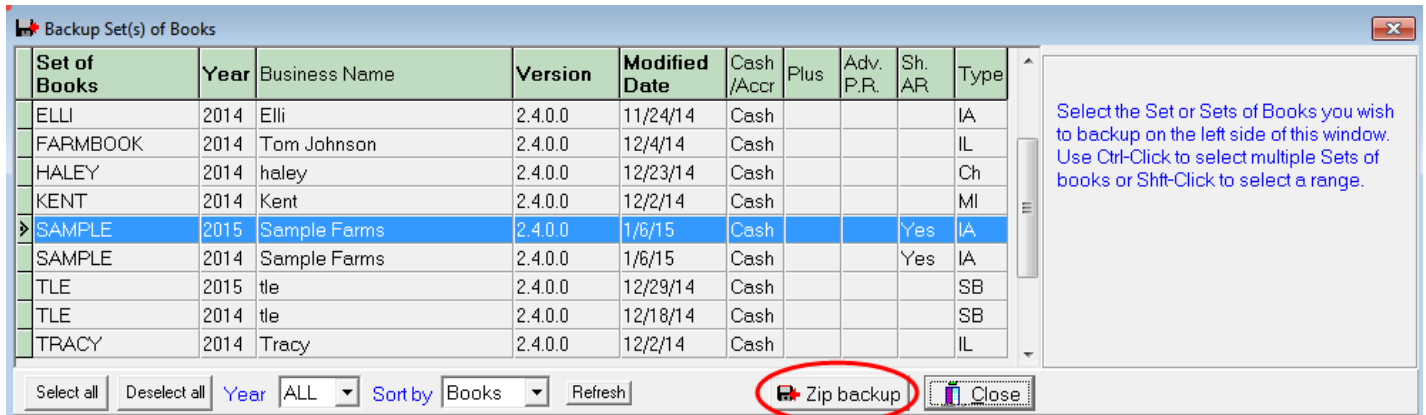 Backup Set(s) of Books
Set of Books Year Business Name Version Modified Date Cash /Accr Plus Adv. P.R. Sh. AR Type
ELLI 2014 Elli 2.4.0.0 11/24/14 Cash IA
FARMBOOK 2014 Tom Johnson 2.4.0.0 12/4/14 Cash IL
HALEY 2014 haley 2.4.0.0 12/23/14 Cash Ch
KENT 2014 Kent 2.4.0.0 12/2/14 Cash MI
SAMPLE 2015 Sample Farms 2.4.0.0 1/6/15 Cash Yes IA
SAMPLE 2014 Sample Farms 2.4.0.0 1/6/15 Cash Yes IA
TLE 2015 tle 2.4.0.0 12/29/14 Cash SB
TLE 2014 tle 2.4.0.0 12/18/14 Cash SB
TRACY 2014 Tracy 2.4.0.0 12/2/14 Cash IL
Select the Set or Sets of Books you wish
to backup on the left side of this window.
Use Ctrl-Click to select multiple Sets of
books or Shft-Click to select a range.
Select all Deselect all Year ALL Sort by Books Refresh Zip backup Close